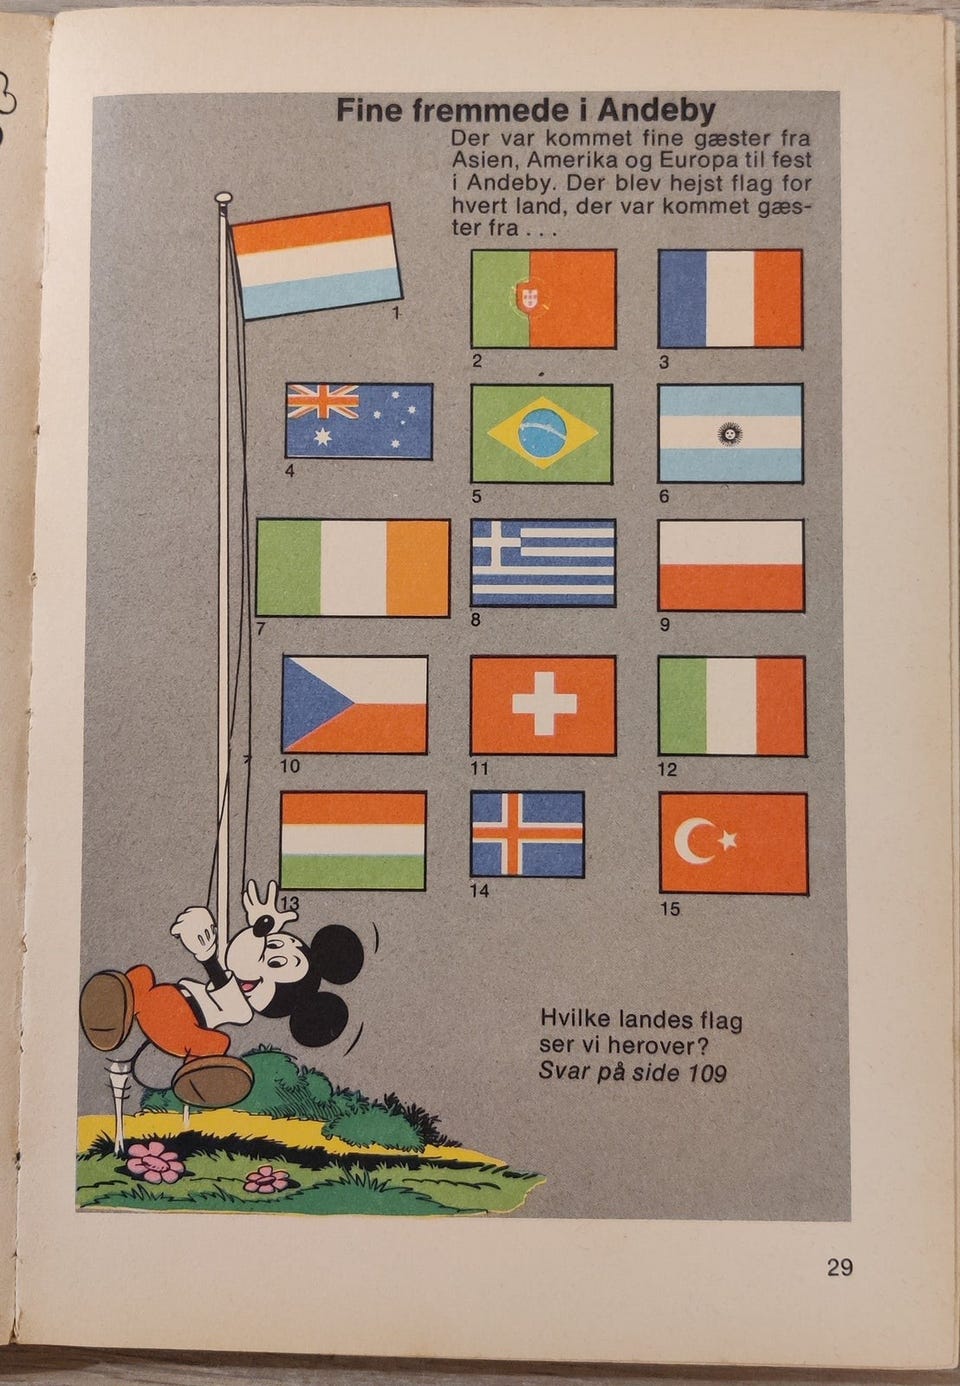 Fine fremmede i Andeby
Der var kommet fine gæster fra
Asien, Amerika og Europa til fest
i Andeby. Der blev hejst flag for
hvert land, der var kommet gæs-
ter fra . . .
1
2
3
4
5
6
7
8
9
10
11
12
13
14
15
Hvilke landes flag
ser vi herover?
Svar på side 109
29